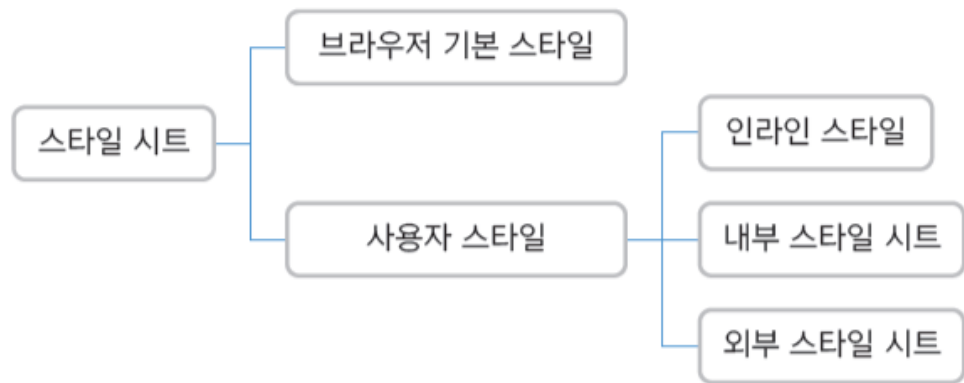 브라우저 기본 스타일
스타일 시트
인라인 스타일
사용자 스타일
내부 스타일 시트
외부 스타일 시트